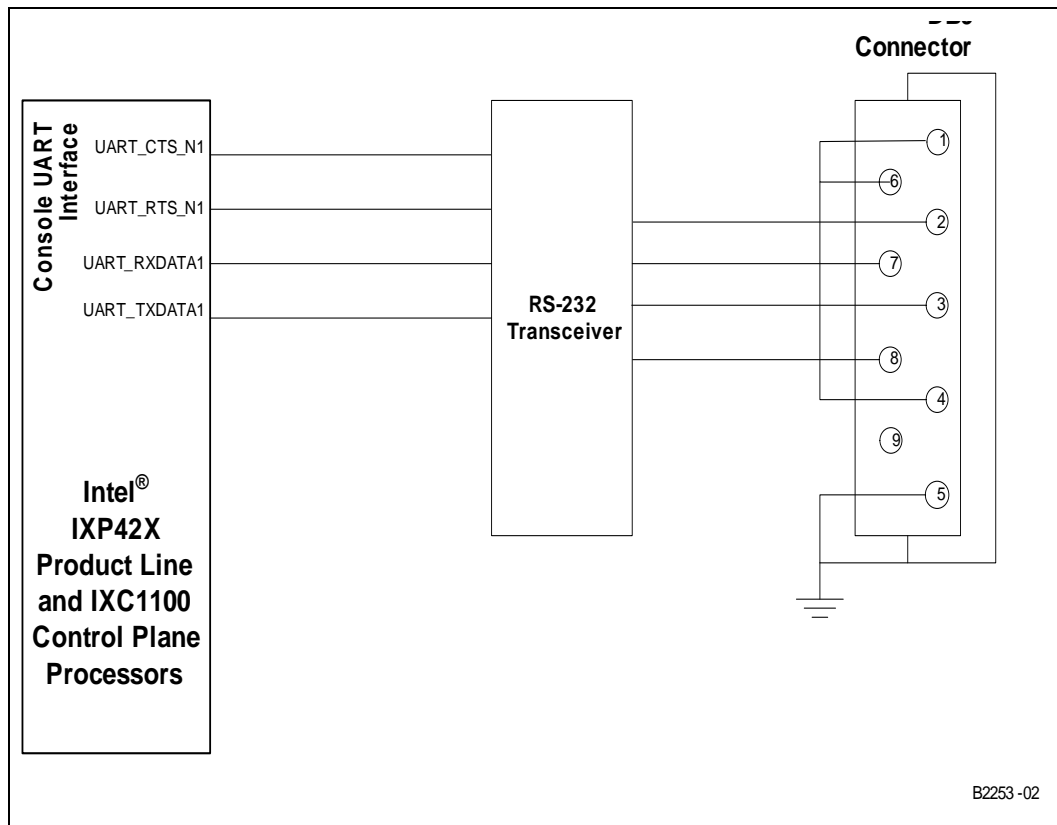 Connector
Console UART
Interface
UART_CTS_N1
UART_RTS_N1
UART_RXDATA1
UART_TXDATA1
RS-232
Transceiver
1
6
2
7
3
8
4
9
5
Intel®
IXP42X
Product Line
and IXC1100
Control Plane
Processors
B2253 -02